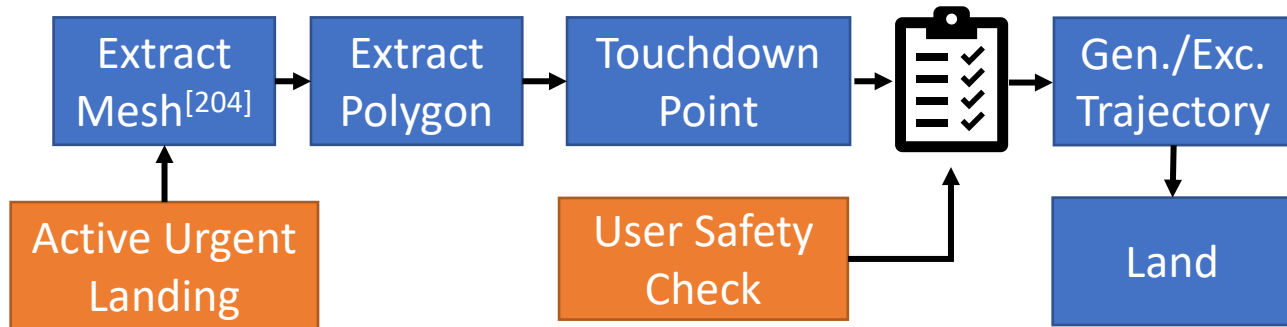 Extract
Mesh[204]
Extract
Polygon
Touchdown
Point
Gen./Exc.
Trajectory
Active Urgent
Landing
User Safety
Check
Land